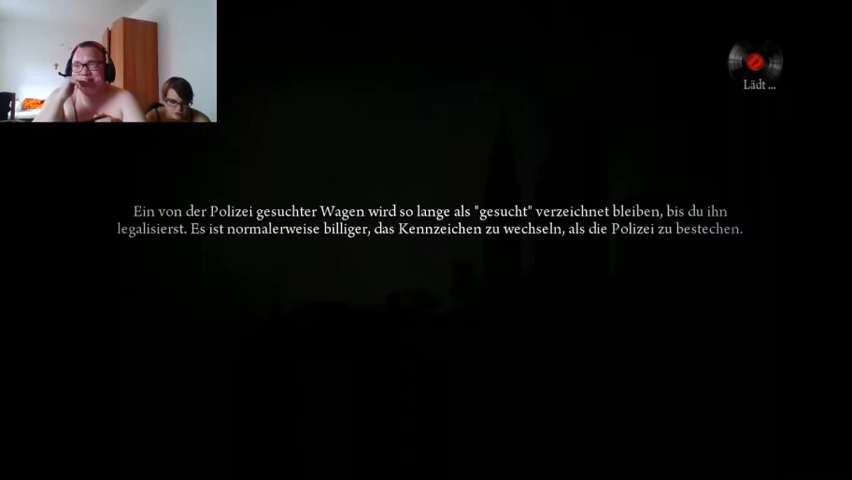 Lädt ...
Ein von der Polizei gesuchter Wagen wird so lange als "gesucht" verzeichnet bleiben, bis du ihn
legalisierst. Es ist normalerweise billiger, das Kennzeichen zu wechseln, als die Polizei zu bestechen.